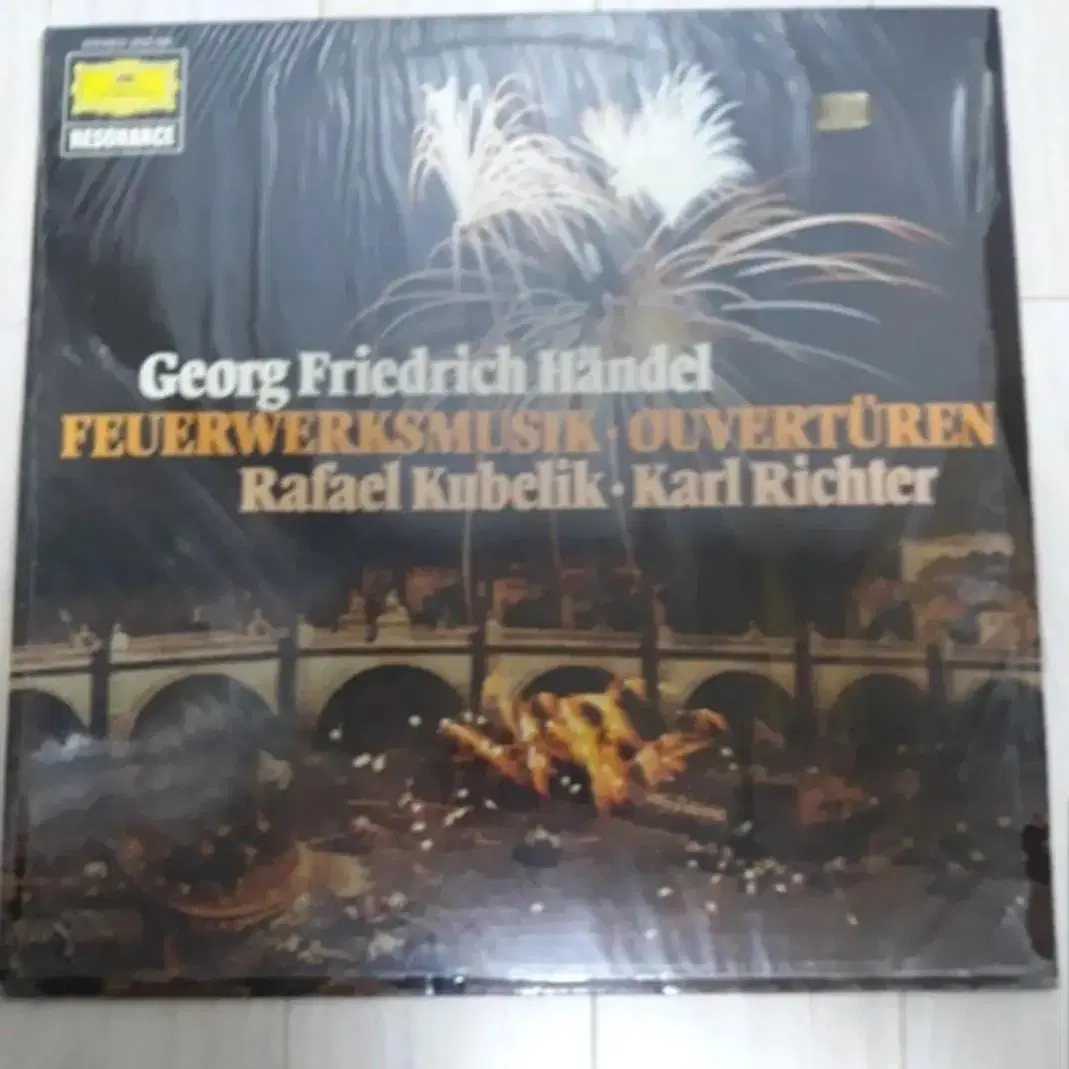 RESONANCE
Georg Friedrich Händel
FEUERWERKSMUSIK · OUVERTÜREN
Rafael Kubelik · Karl Richter